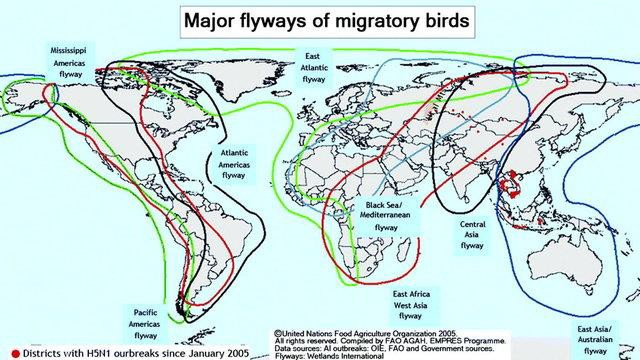 Major flyways of migratory birds
Mississippi
Americas
flyway
East
Atlantic
flyway
Atlantic
Americas
flyway
Black Sea/
Mediterranean
flyway
Central
Asia
flyway
East Africa
West Asia
flyway
Pacific
Americas
flyway
East Asia/
Australian
flyway
Districts with H5N1 ourbreaks since January 2005
©United Nations Food Agriculture Organization 2005.
All rights reserved. Compiled by FAO AGAH, EMPRES Programme.
Data sources: AI outbreaks: OIE, FAO and Government sources.
Flyways: Wetlands International